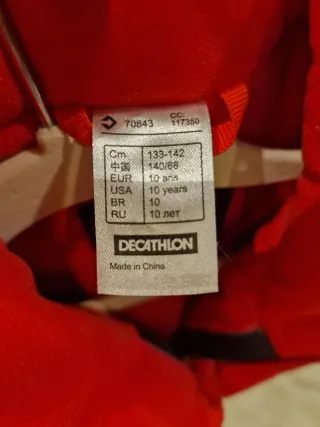 70843 CC: 117350
Cm. 133-142
中国 140/68
EUR 10 ans
USA 10 years
BR 10
RU 10 лет
DECATHLON
Made in China